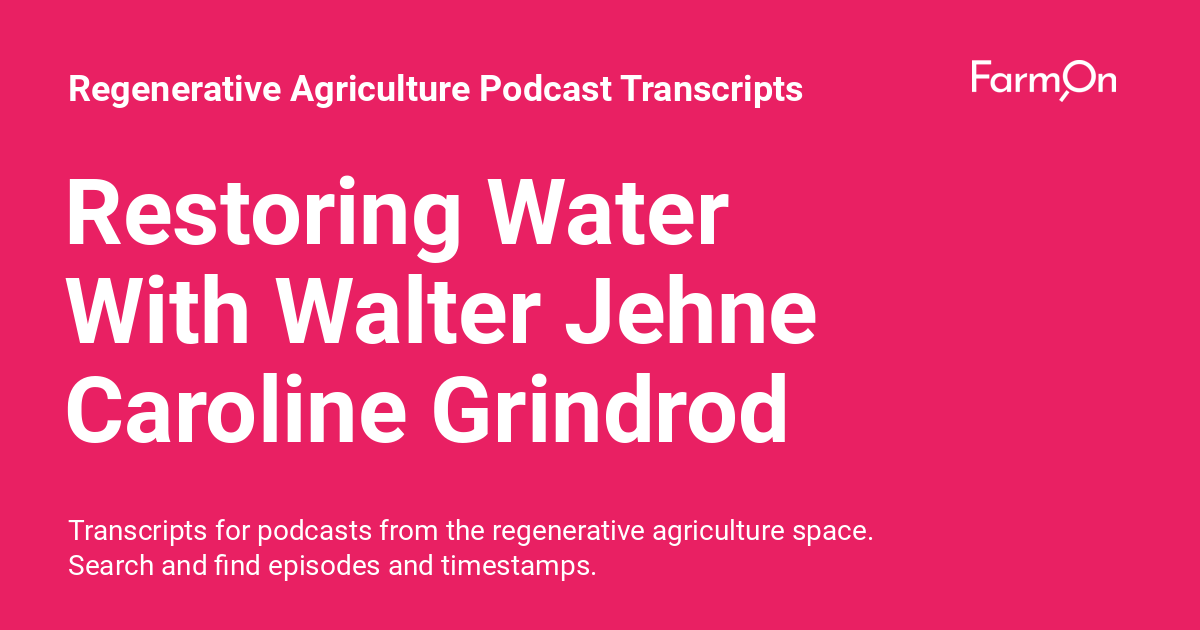 Regenerative Agriculture Podcast Transcripts
FarmOn
Restoring Water
With Walter Jehne
Caroline Grindrod
Transcripts for podcasts from the regenerative agriculture space.
Search and find episodes and timestamps.